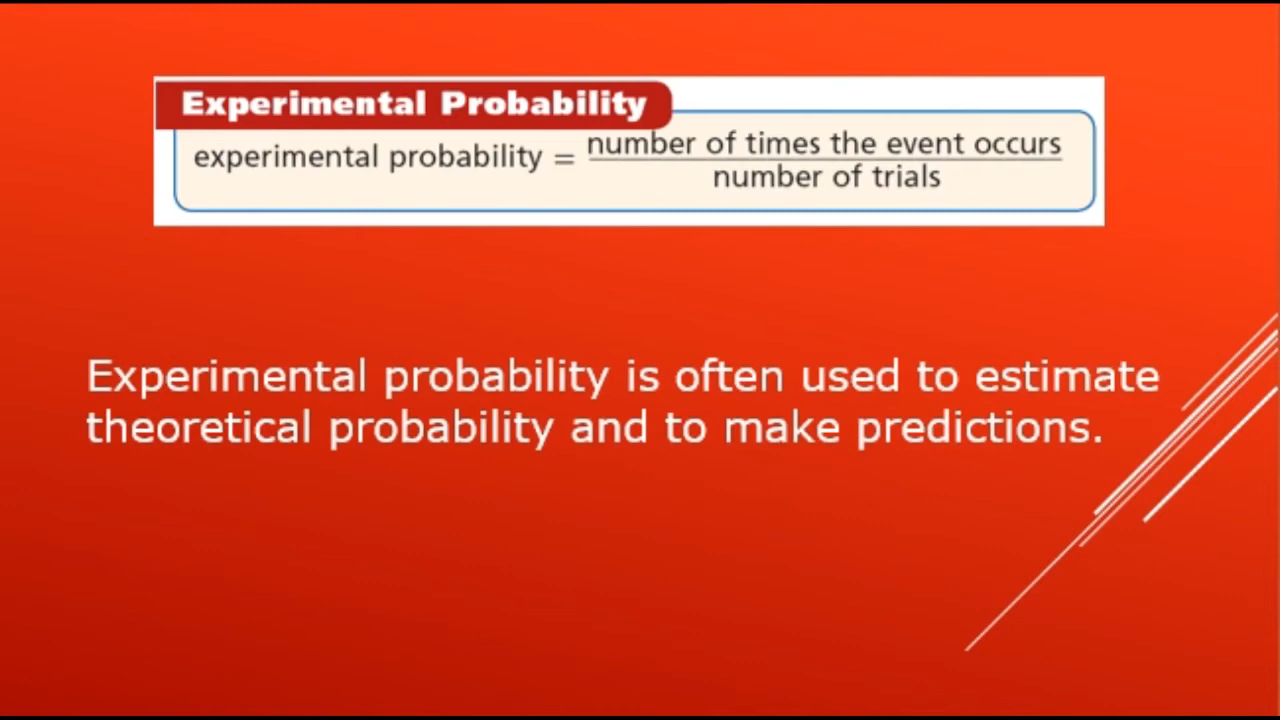 Experimental Probability
experimental probability = number of times the event occurs
number of trials
Experimental probability is often used to estimate
theoretical probability and to make predictions.